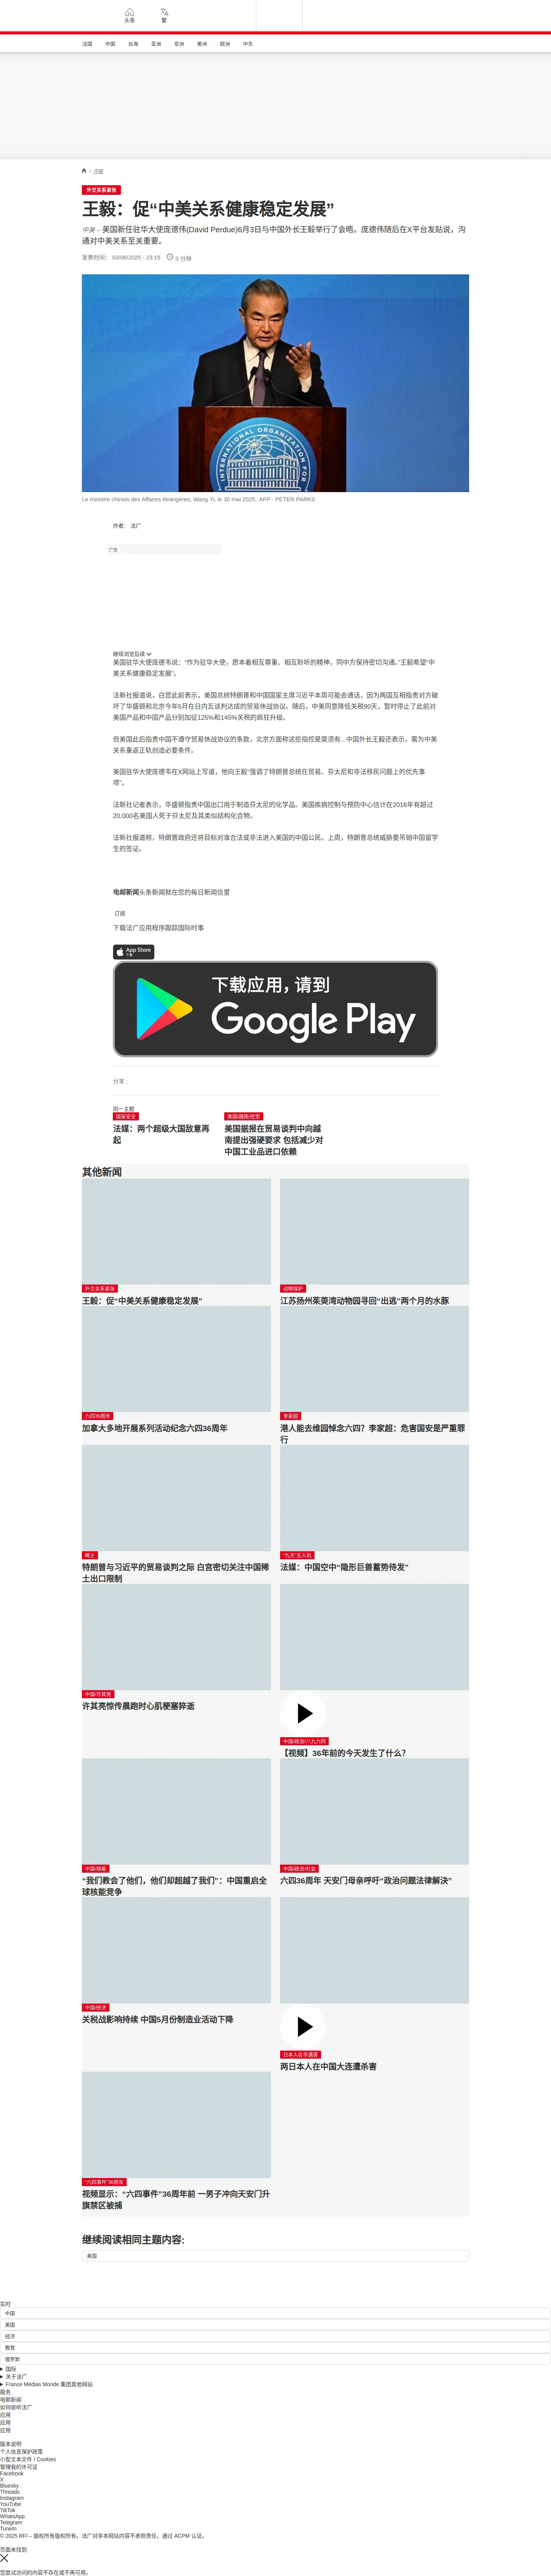 头条
繁
法国
中国
台海
亚洲
非洲
美洲
欧洲
中东
/ 中国
外交关系紧张
王毅：促“中美关系健康稳定发展”
中美 – 美国新任驻华大使庞德伟(David Perdue)6月3日与中国外长王毅举行了会晤。庞德伟随后在X平台发贴说，沟
通对中美关系至关重要。
发表时间： 03/06/2025 - 23:15
3 分钟
INTERNATIONAL ORGANIZATION FOR
Le ministre chinois des Affaires étrangères, Wang Yi, le 30 mai 2025. AFP - PETER PARKS
作者： 法广
广告
继续浏览后续
美国驻华大使庞德韦说：“作为驻华大使，愿本着相互尊重、相互聆听的精神，同中方保持密切沟通。”王毅希望“中
美关系健康稳定发展”。
法新社报道说，白宫此前表示，美国总统特朗普和中国国家主席习近平本周可能会通话，因为两国互相指责对方破
坏了华盛顿和北京今年5月在日内瓦谈判达成的贸易休战协议。随后，中美同意降低关税90天，暂时停止了此前对
美国产品和中国产品分别加征125%和145%关税的疯狂升级。
但美国此后指责中国不遵守贸易休战协议的条款，北京方面称这些指控是莫须有...中国外长王毅还表示，需为中美
关系重返正轨创造必要条件。
美国驻华大使庞德韦在X网站上写道，他向王毅“强调了特朗普总统在贸易、芬太尼和非法移民问题上的优先事
项”。
法新社记者表示，华盛顿指责中国出口用于制造芬太尼的化学品。美国疾病控制与预防中心估计在2016年有超过
20,000名美国人死于芬太尼及其类似结构化合物。
法新社报道称，特朗普政府还将目标对准合法或非法进入美国的中国公民。上周，特朗普总统威胁要吊销中国留学
生的签证。
电邮新闻头条新闻就在您的每日新闻信里
订阅
下载法广应用程序跟踪国际时事
App Store
下载
下载应用，请到
Google Play
分享 :
同一主题
国家安全
法媒：两个超级大国敌意再
起
美国/越南/经贸
美国据报在贸易谈判中向越
南提出强硬要求 包括减少对
中国工业品进口依赖
其他新闻
外交关系紧张
王毅：促“中美关系健康稳定发展”
动物保护
江苏扬州茱萸湾动物园寻回“出逃”两个月的水豚
六四36周年
加拿大多地开展系列活动纪念六四36周年
李家超
港人能去维园悼念六四？李家超：危害国安是严重罪
行
稀土
特朗普与习近平的贸易谈判之际 白宫密切关注中国稀
土出口限制
“九天”无人机
法媒：中国空中“隐形巨兽蓄势待发”
中国/许其亮
许其亮惊传晨跑时心肌梗塞猝逝
中国/政治/八九六四
【视频】36年前的今天发生了什么？
中国/核能
“我们教会了他们，他们却超越了我们”：中国重启全
球核能竞争
中国/政治/社会
六四36周年 天安门母亲呼吁“政治问题法律解决”
中国/经济
关税战影响持续 中国5月份制造业活动下降
日本人在华遇害
两日本人在中国大连遭杀害
“六四事件”36周年
视频显示：“六四事件”36周年前 一男子冲向天安门升
旗禁区被捕
继续阅读相同主题内容:
美国
实时
中国
美国
经济
教育
俄罗斯
国际
关于法广
France Médias Monde 集团其他网站
服务
电邮新闻
如何收听法广
应用
应用
应用
版本说明
个人信息保护政策
小型文本文件 / Cookies
管理我的许可证
Facebook
X
Bluesky
Threads
Instagram
YouTube
TikTok
WhatsApp
Telegram
TuneIn
© 2025 RFI – 版权所有版权所有。法广对非本网站内容不承担责任。通过 ACPM 认证。
页面未找到
您尝试访问的内容不存在或不再可用。